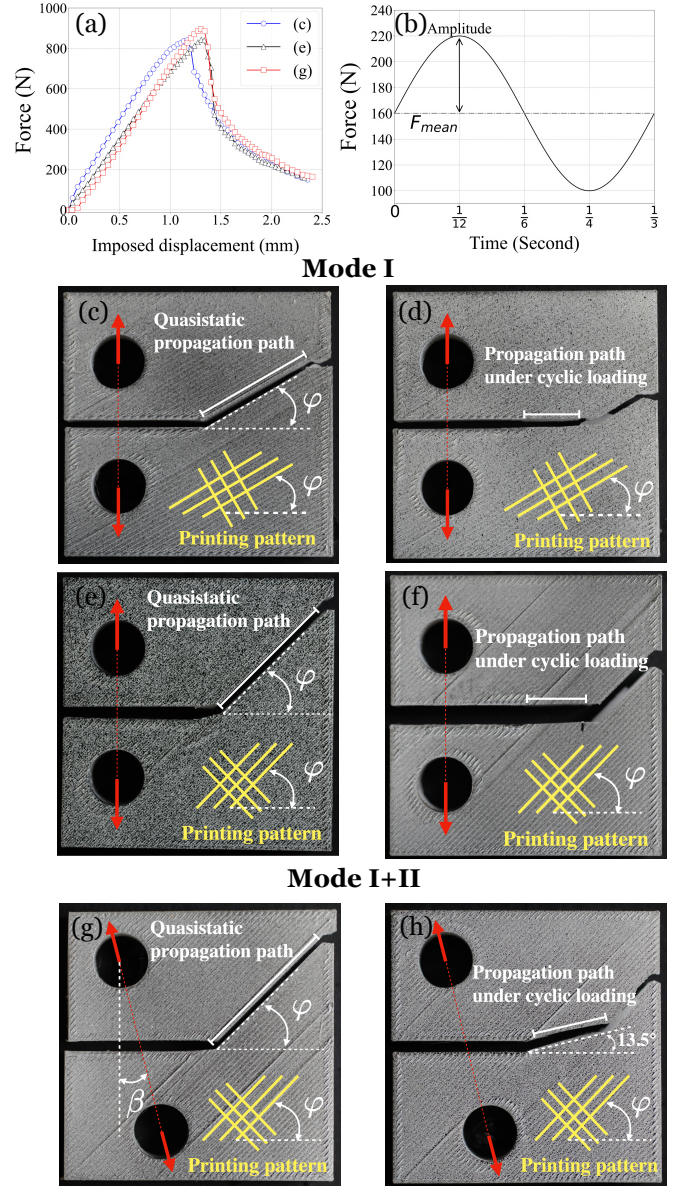 (a)
(c)
(e)
(g)
Force (N)
1000
800
600
400
200
0
0.0
0.5
1.0
1.5
2.0
2.5
Imposed displacement (mm)
(b)
Amplitude
F_mean
Force (N)
240
220
200
180
160
140
120
100
0
1/12
1/6
1/4
1/3
Time (Second)
Mode I
(c)
Quasistatic
propagation path
φ
φ
Printing pattern
(d)
Propagation path
under cyclic loading
φ
Printing pattern
(e)
Quasistatic
propagation path
φ
φ
Printing pattern
(f)
Propagation path
under cyclic loading
φ
Printing pattern
Mode I+II
(g)
Quasistatic
propagation path
φ
β
φ
Printing pattern
(h)
Propagation path
under cyclic loading
13.5°
φ
Printing pattern